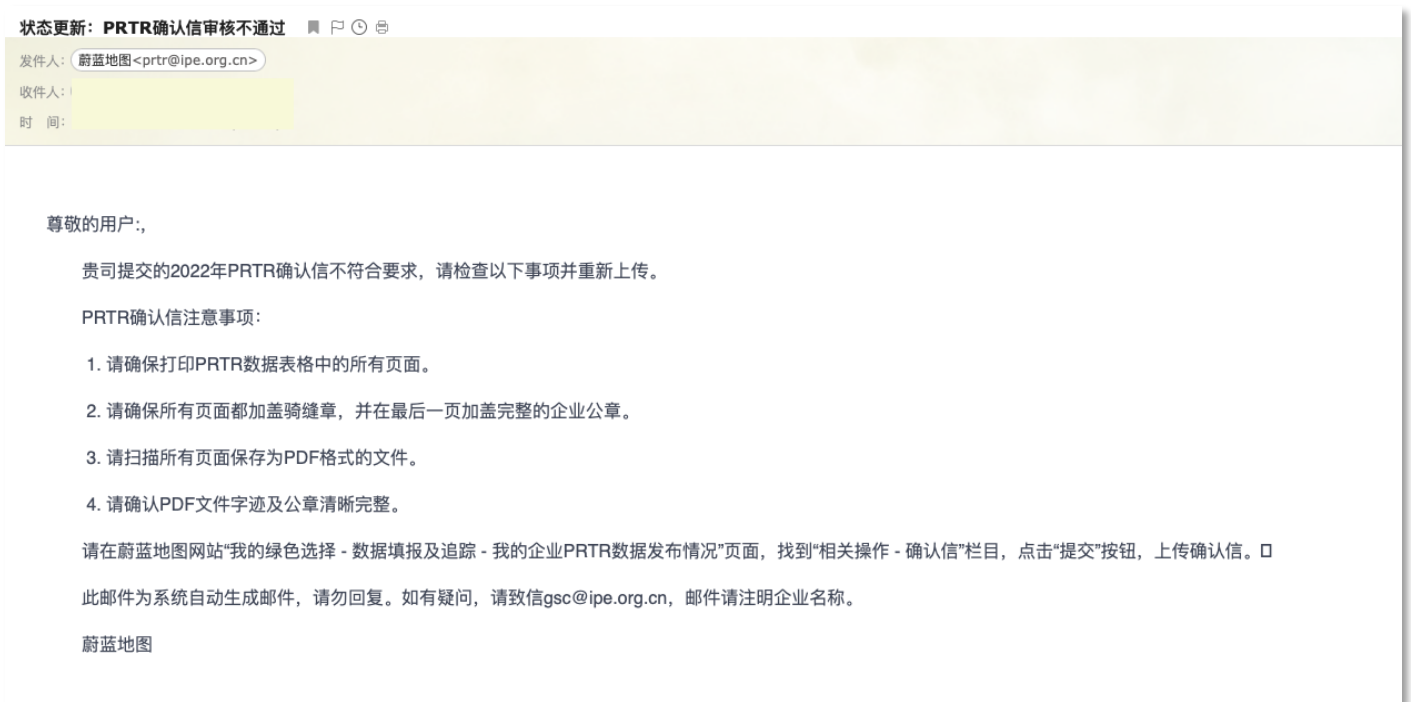 状态更新：PRTR确认信审核不通过
发件人：蔚蓝地图<prtr@ipe.org.cn>
收件人：
时 间：
尊敬的用户:,
贵司提交的2022年PRTR确认信不符合要求，请检查以下事项并重新上传。
PRTR确认信注意事项：
1. 请确保打印PRTR数据表格中的所有页面。
2. 请确保所有页面都加盖骑缝章，并在最后一页加盖完整的企业公章。
3. 请扫描所有页面保存为PDF格式的文件。
4. 请确认PDF文件字迹及公章清晰完整。
请在蔚蓝地图网站“我的绿色选择 - 数据填报及追踪 - 我的企业PRTR数据发布情况”页面，找到“相关操作 - 确认信”栏目，点击“提交”按钮，上传确认信。
此邮件为系统自动生成邮件，请勿回复。如有疑问，请致信gsc@ipe.org.cn，邮件请注明企业名称。
蔚蓝地图